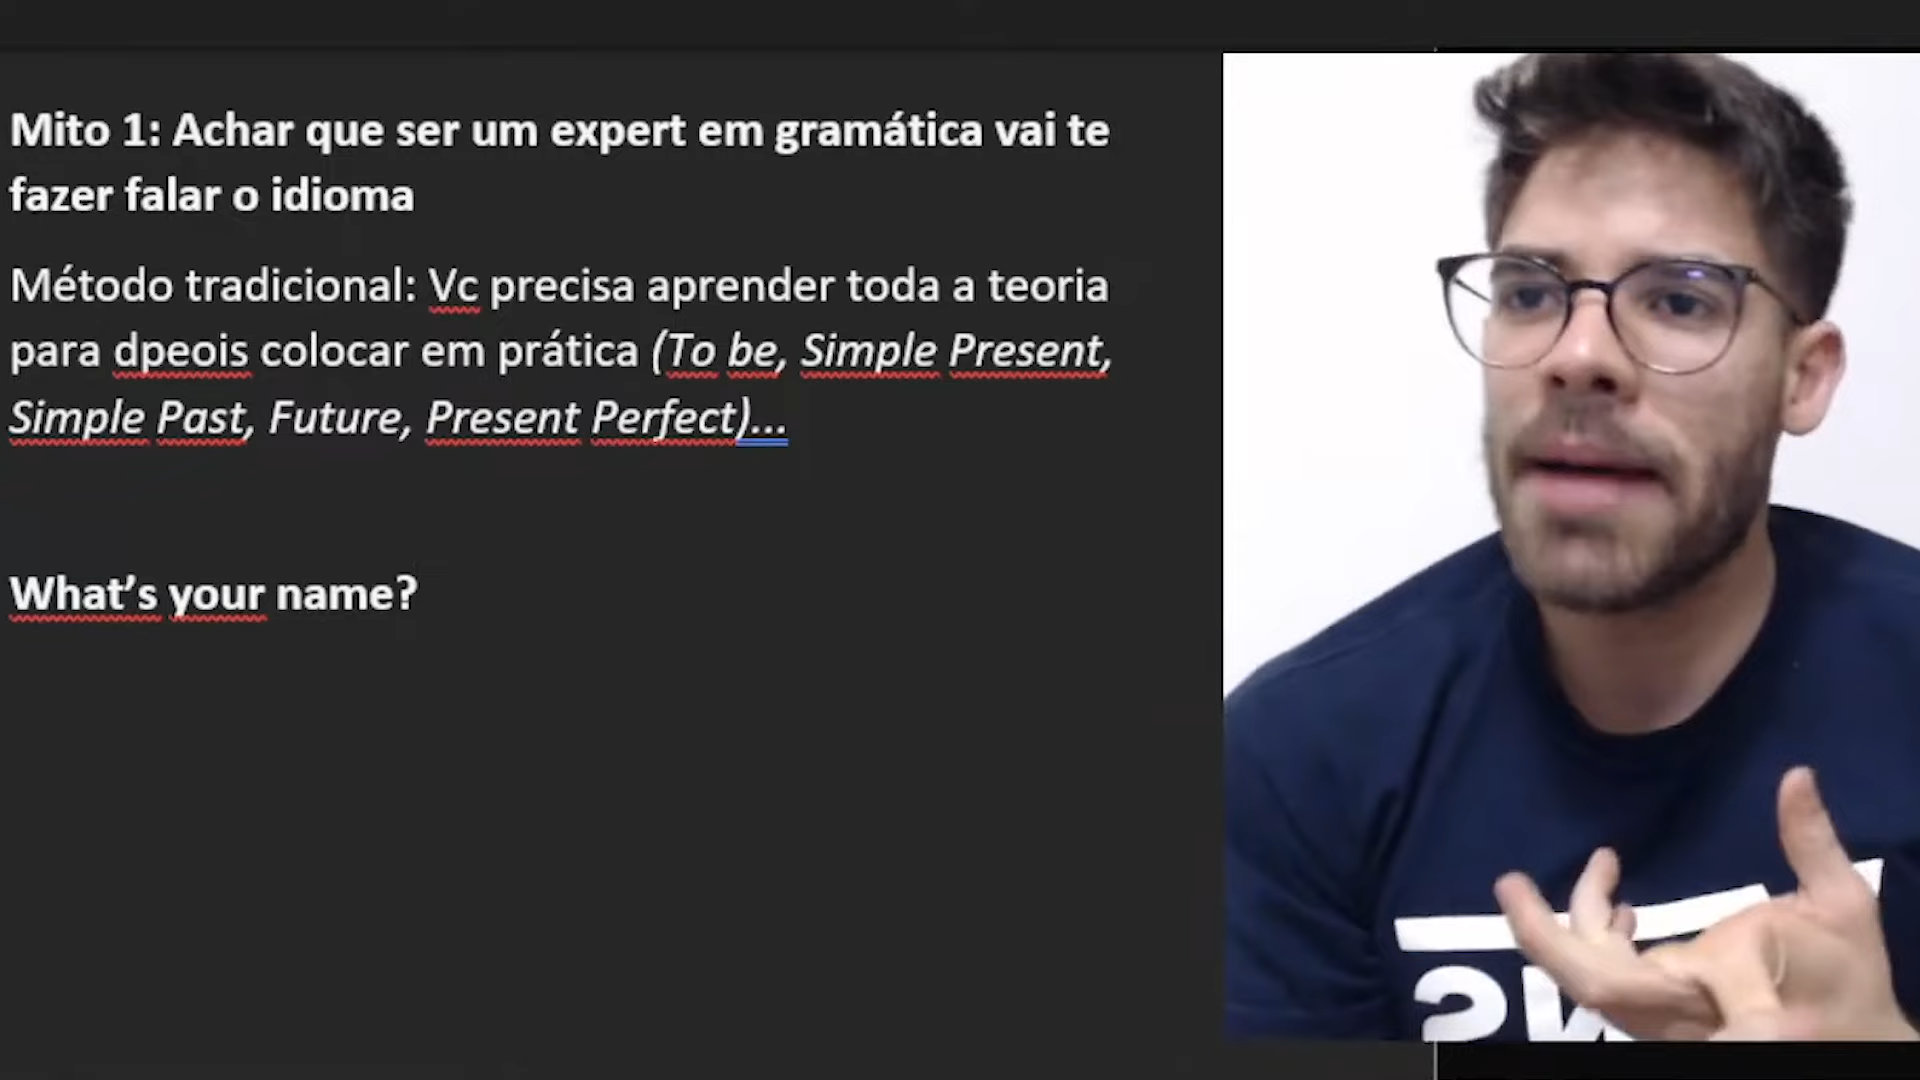 Mito 1: Achar que ser um expert em gramática vai te
fazer falar o idioma
Método tradicional: Vc precisa aprender toda a teoria
para dpeois colocar em prática (To be, Simple Present,
Simple Past, Future, Present Perfect)...
What’s your name?